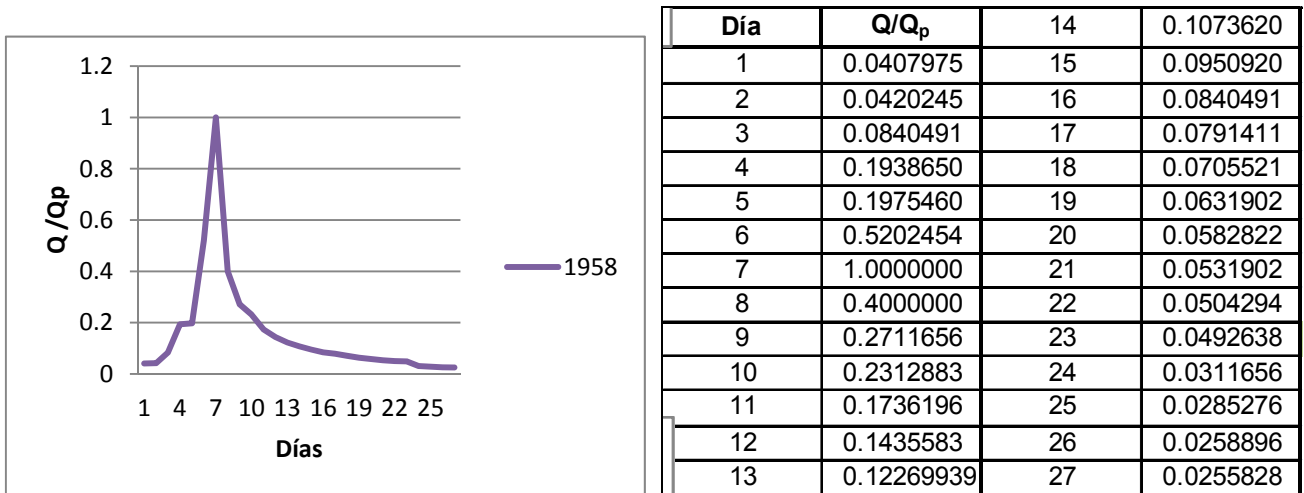 1.2
1
0.8
0.6
0.4
0.2
0
Q /Qp
1 4 7 10 13 16 19 22 25
Días
1958
Día Q/Qp 14 0.1073620
1 0.0407975 15 0.0950920
2 0.0420245 16 0.0840491
3 0.0840491 17 0.0791411
4 0.1938650 18 0.0705521
5 0.1975460 19 0.0631902
6 0.5202454 20 0.0582822
7 1.0000000 21 0.0531902
8 0.4000000 22 0.0504294
9 0.2711656 23 0.0492638
10 0.2312883 24 0.0311656
11 0.1736196 25 0.0285276
12 0.1435583 26 0.0258896
13 0.12269939 27 0.0255828